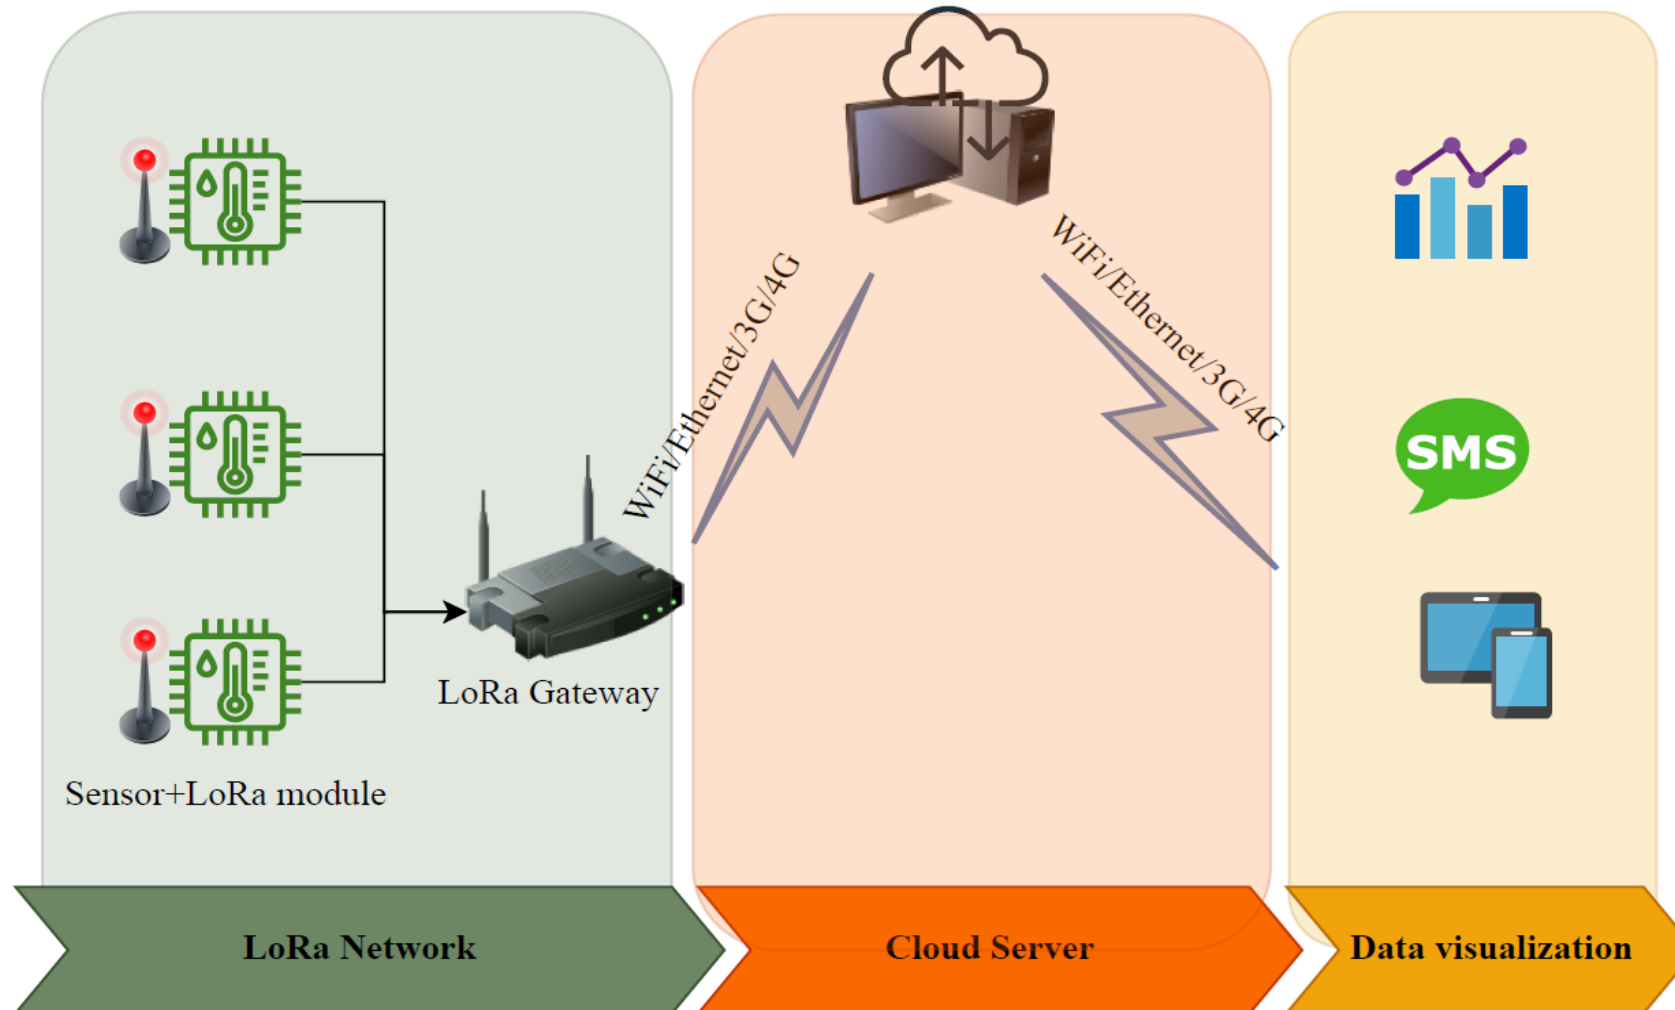 WiFi/Ethernet/3G/4G
WiFi/Ethernet/3G/4G
SMS
LoRa Gateway
Sensor+LoRa module
LoRa Network
Cloud Server
Data visualization